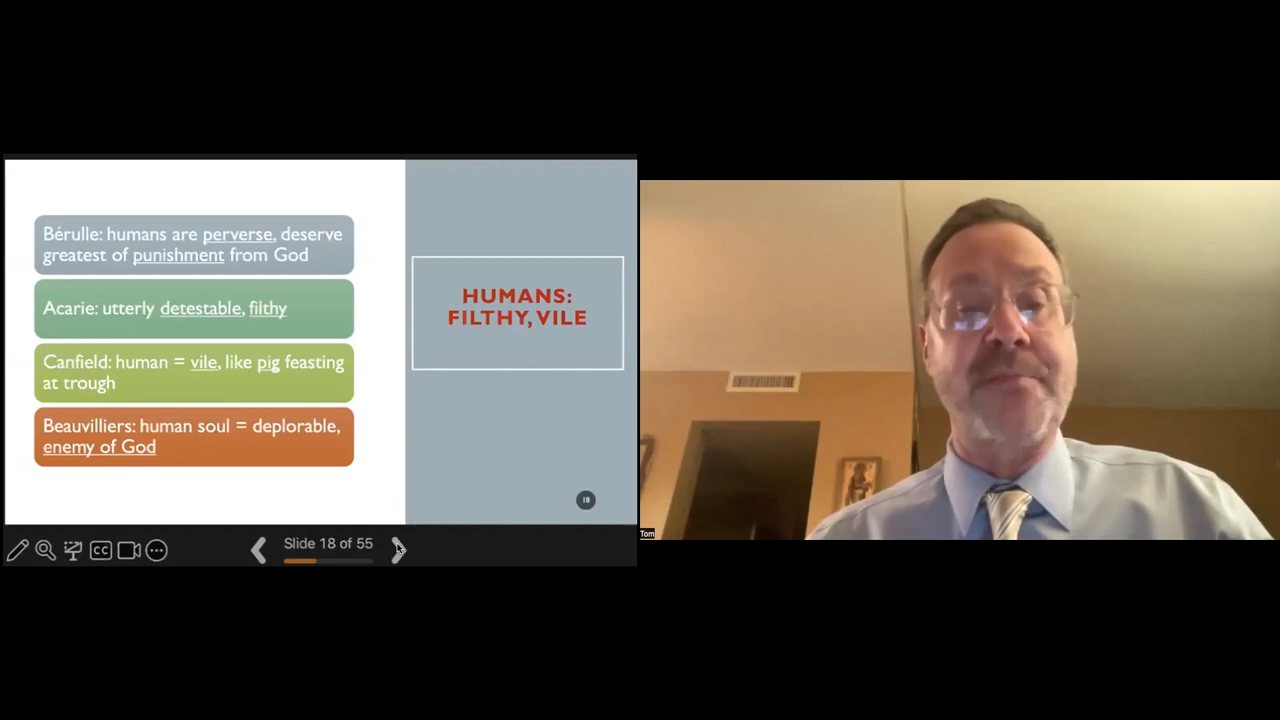 Bérulle: humans are perverse, deserve
greatest of punishment from God
Acarie: utterly detestable, filthy
Canfield: human = vile, like pig feasting
at trough
Beauvilliers: human soul = deplorable,
enemy of God
HUMANS:
FILTHY, VILE
18
CC
Slide 18 of 55
Tom